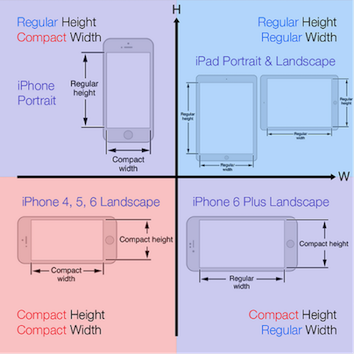 H
Regular Height
Compact Width
Regular Height
Regular Width
iPhone
Portrait
Regular
height
Compact
width
iPad Portrait & Landscape
Regular
height
Regular
width
Regular
height
Regular
width
W
iPhone 4, 5, 6 Landscape
Compact height
Compact
width
iPhone 6 Plus Landscape
Compact height
Regular
width
Compact Height
Compact Width
Compact Height
Regular Width